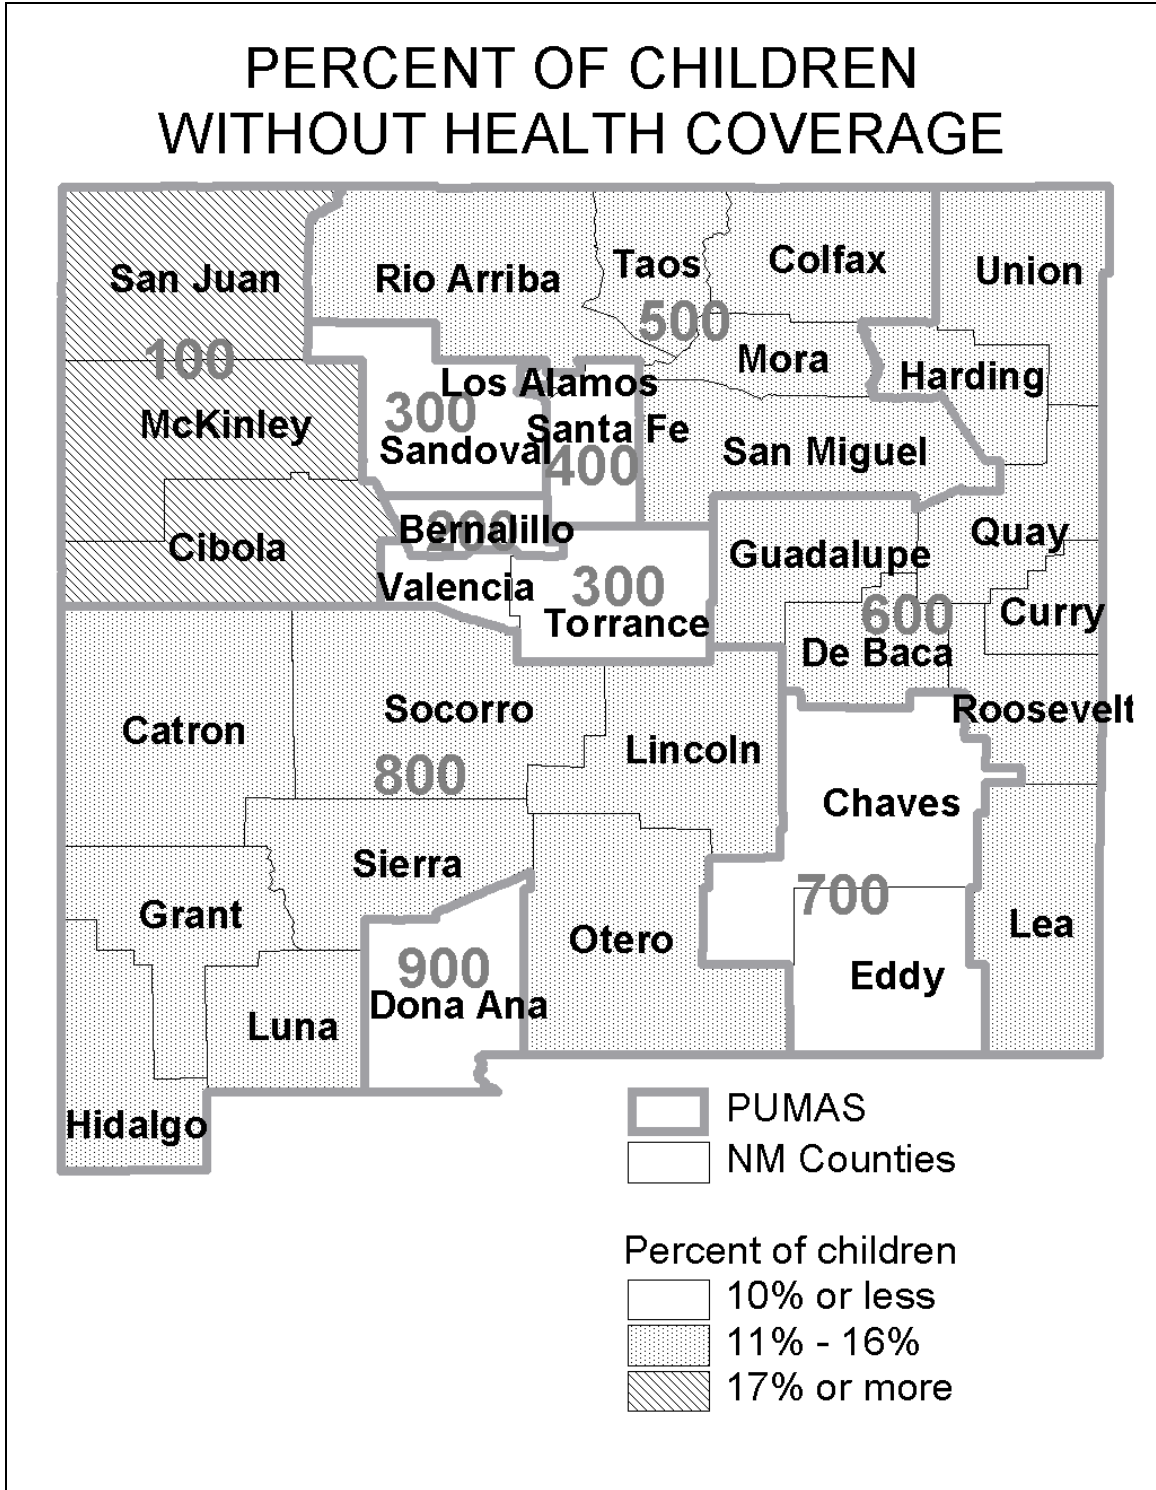 PERCENT OF CHILDREN
WITHOUT HEALTH COVERAGE
San Juan
Rio Arriba
Taos
Colfax
Union
500
100
Mora
Harding
Los Alamos
300
McKinley
Santa Fe
Sandoval
400
San Miguel
Bernalillo
200
Cibola
Quay
Guadalupe
Valencia
300
Torrance
600
Curry
De Baca
Catron
Socorro
Roosevelt
Lincoln
800
Chaves
Sierra
700
Grant
Lea
Otero
900
Dona Ana
Eddy
Luna
Hidalgo
PUMAS
NM Counties
Percent of children
10% or less
11% - 16%
17% or more